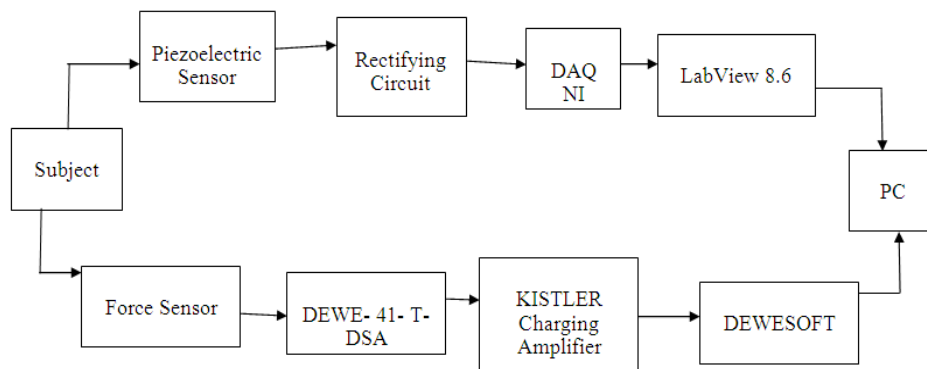 Piezoelectric
Sensor
Rectifying
Circuit
DAQ
NI
LabView 8.6
Subject
PC
Force Sensor
DEWE- 41- T-
DSA
KISTLER
Charging
Amplifier
DEWESOFT